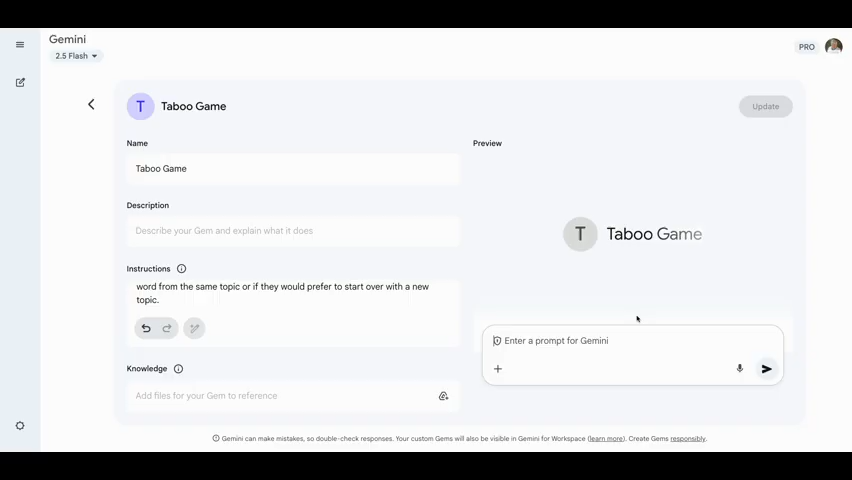 Gemini
2.5 Flash
PRO
T Taboo Game
Update
Name
Taboo Game
Description
Describe your Gem and explain what it does
Instructions
word from the same topic or if they would prefer to start over with a new
topic.
Knowledge
Add files for your Gem to reference
Preview
T Taboo Game
Enter a prompt for Gemini
Gemini can make mistakes, so double-check responses. Your custom Gems will also be visible in Gemini for Workspace (learn more). Create Gems responsibly.